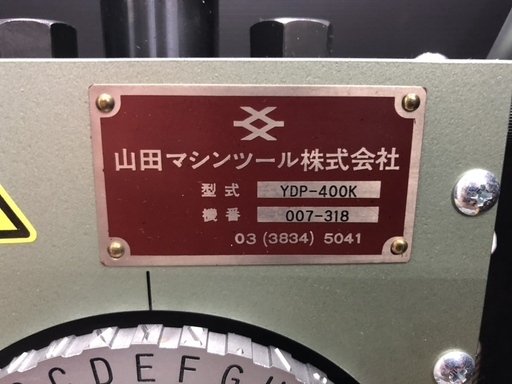 山田マシンツール株式会社
型式 YDP-400K
機番 007-318
03 (3834) 5041
C D E F G